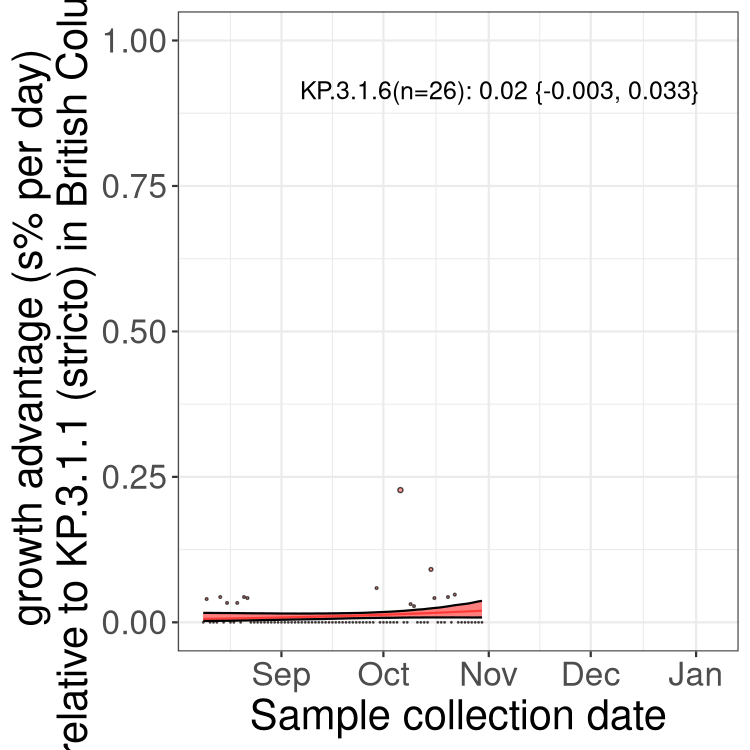 growth advantage (s% per day)
relative to KP.3.1.1 (stricto) in British Colu
1.00
0.75
0.50
0.25
0.00
KP.3.1.6(n=26): 0.02 {-0.003, 0.033}
Sep Oct Nov Dec Jan
Sample collection date